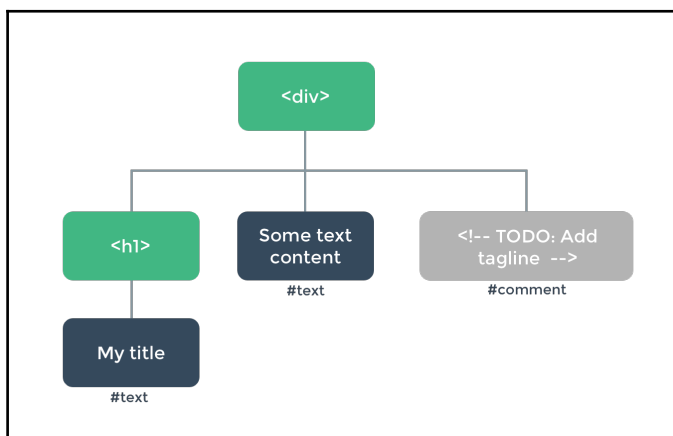 <div>
<h1>
Some text
content
#text
<!-- TODO: Add
tagline -->
#comment
My title
#text